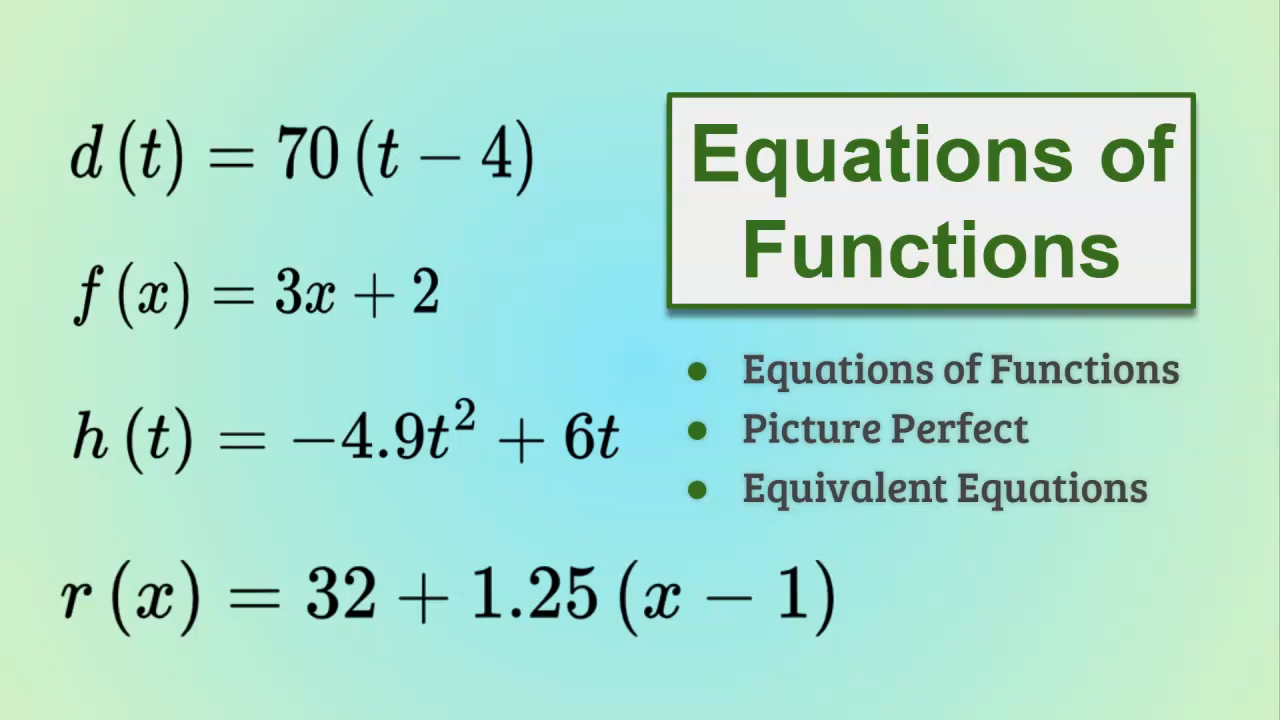 d(t) = 70(t − 4)
f(x) = 3x + 2
h(t) = −4.9t² + 6t
r(x) = 32 + 1.25(x − 1)
Equations of
Functions
● Equations of Functions
● Picture Perfect
● Equivalent Equations